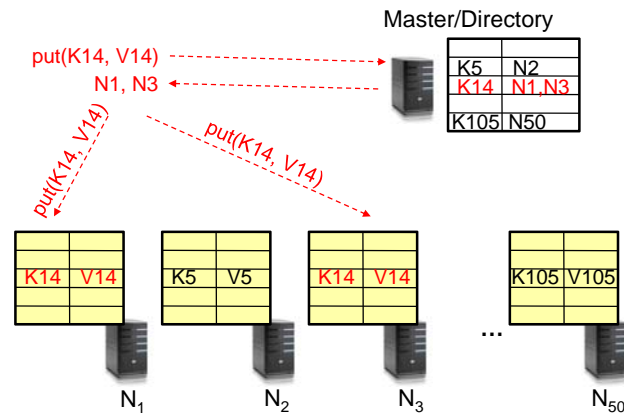 Master/Directory
put(K14, V14)
N1, N3
K5 N2
K14 N1,N3
K105 N50
put(K14, V14)
put(K14, V14)
K14 V14
K5 V5
K14 V14
K105 V105
...
N1
N2
N3
N50